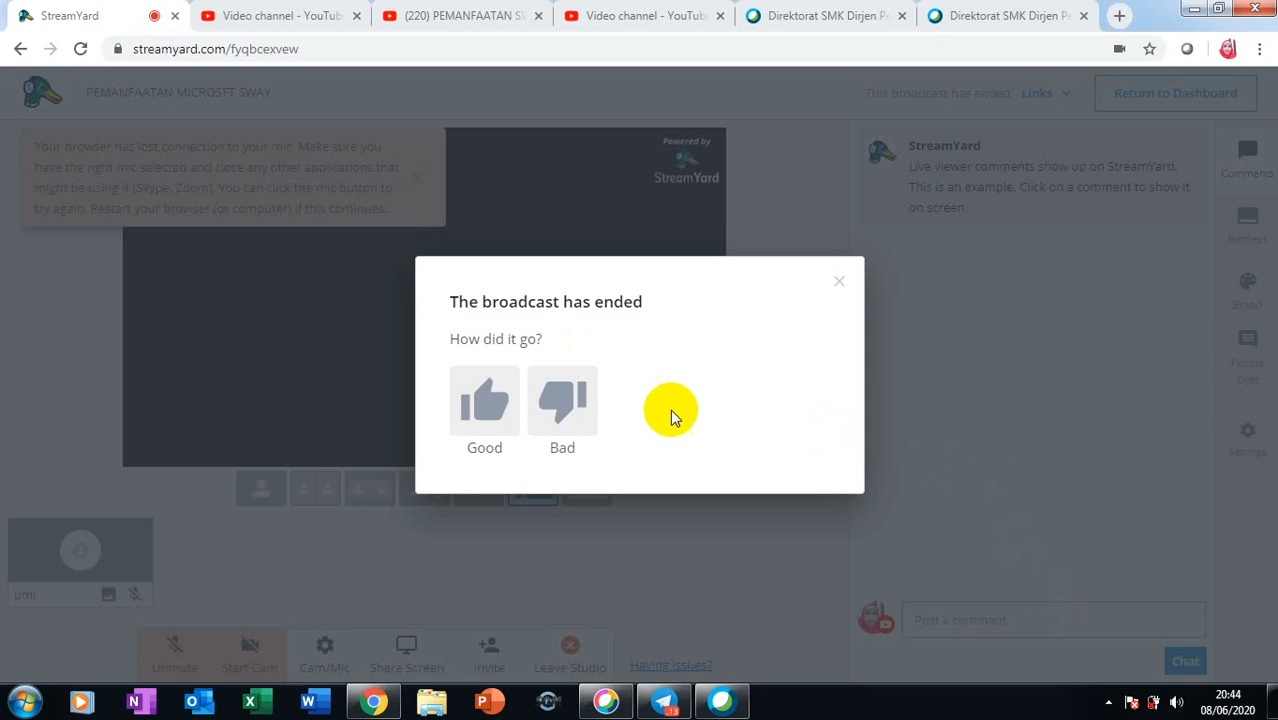 StreamYard
Video channel - YouTube
(220) PEMANFAATAN SW
Video channel - YouTube
Direktorat SMK Dirjen Pe
Direktorat SMK Dirjen Pe
streamyard.com/fyqbcexvew
PEMANFAATAN MICROSFT SWAY
This broadcast has ended
Links
Return to Dashboard
Your browser has lost connection to your mic. Make sure you
have the right mic selected and close any other applications that
might be using it (Skype, Zoom). You can click the mic button to
try again. Restart your browser (or computer) if this continues.
Powered by
StreamYard
StreamYard
Live viewer comments show up on StreamYard.
This is an example. Click on a comment to show it
on screen.
Comments
Banners
Brand
Private
Chat
Settings
The broadcast has ended
How did it go?
Good
Bad
umi
Post a comment
Chat
Unmute
Start Cam
Cam/Mic
Share Screen
Invite
Leave Studio
Having Issues?
13
20:44
08/06/2020